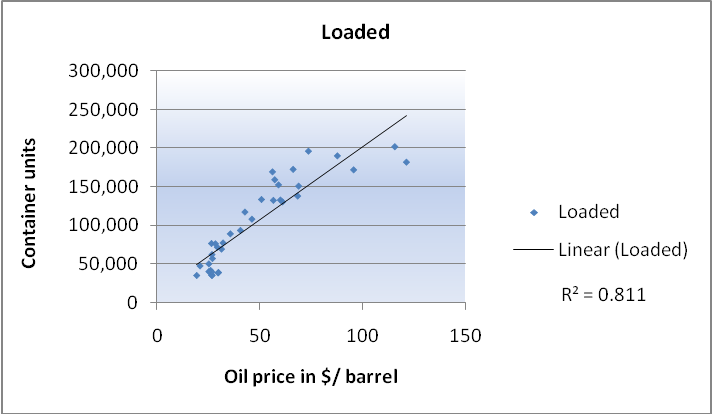 Loaded
300,000
250,000
200,000
150,000
100,000
50,000
0
Container units
0 50 100 150
Oil price in $/ barrel
Loaded
Linear (Loaded)
R² = 0.811